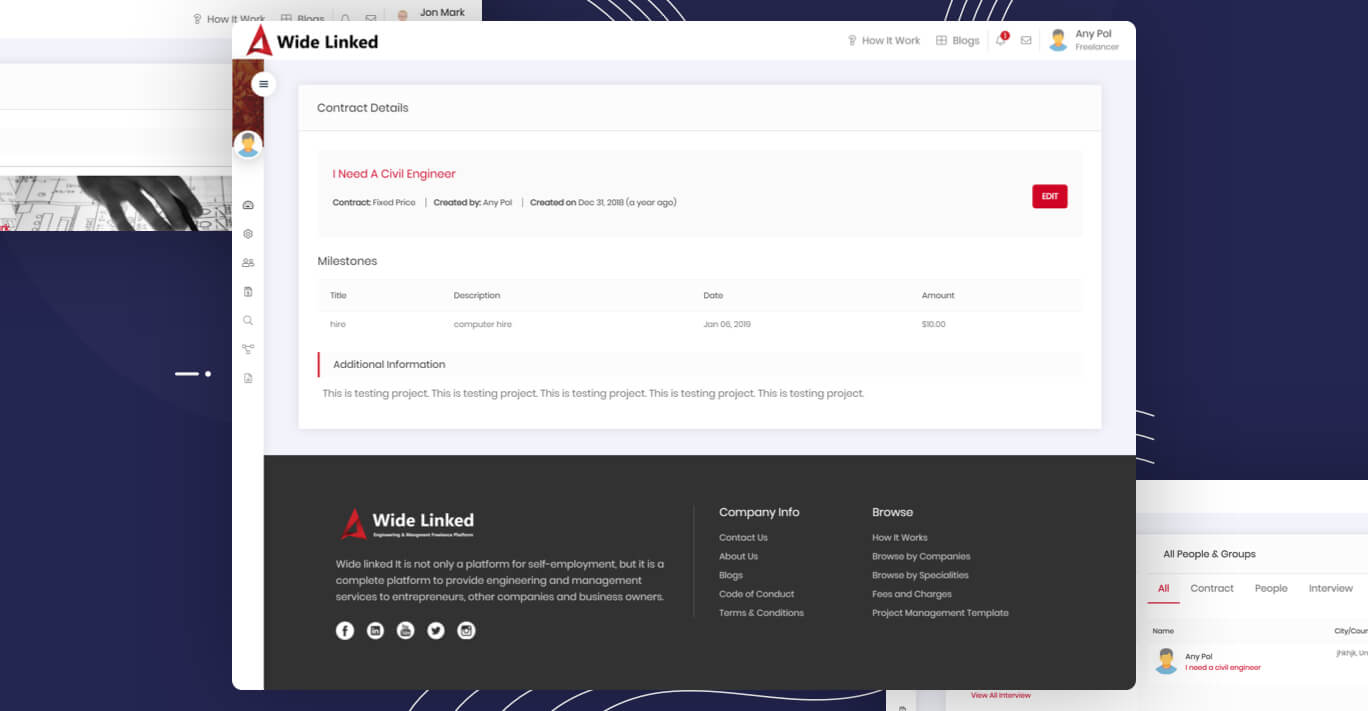 How It Work Blogs Jon Mark
Wide Linked
How It Work Blogs 1 Any Pol
Freelancer
Contract Details
I Need A Civil Engineer
Contract: Fixed Price | Created by: Any Pol | Created on Dec 31, 2018 (a year ago)
EDIT
Milestones
Title Description Date Amount
hire computer hire Jan 06, 2019 $10.00
Additional Information
This is testing project. This is testing project. This is testing project. This is testing project. This is testing project.
Wide Linked
Engineering & Mangment Freelance Platform
Wide linked It is not only a platform for self-employment, but it is a
complete platform to provide engineering and management
services to entrepreneurs, other companies and business owners.
Company Info
Contact Us
About Us
Blogs
Code of Conduct
Terms & Conditions
Browse
How It Works
Browse by Companies
Browse by Specialities
Fees and Charges
Project Management Template
All People & Groups
All Contract People Interview
Name City/Coun
Any Pol
I need a civil engineer
jhkhjk, Un
View All Interview